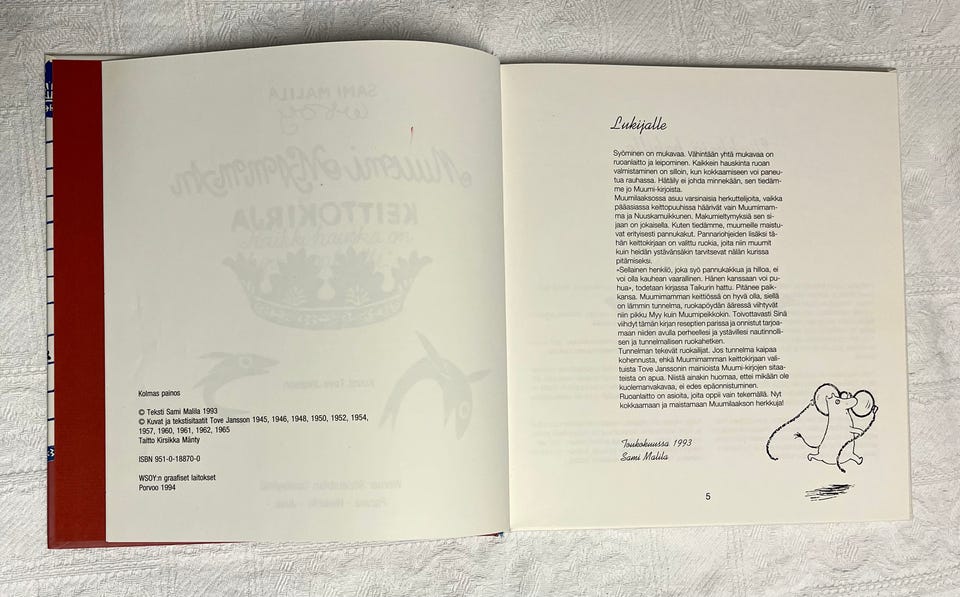 Kolmas painos
© Teksti Sami Malila 1993
© Kuvat ja tekstisitaatit Tove Jansson 1945, 1946, 1948, 1950, 1952, 1954,
1957, 1960, 1961, 1962, 1965
Taitto Kirsikka Mänty
ISBN 951-0-18870-0
WSOY:n graafiset laitokset
Porvoo 1994
Lukijalle
Syöminen on mukavaa. Vähintään yhtä mukavaa on
ruoanlaitto ja leipominen. Kaikkein hauskinta ruoan
valmistaminen on silloin, kun kokkaamiseen voi paneu-
tua rauhassa. Hätäily ei johda minnekään, sen tiedäm-
me jo Muumi-kirjoista.
Muumilaaksossa asuu varsinaisia herkuttelijoita, vaikka
pääasiassa keittopuuhissa häärivät vain Muumimam-
ma ja Nuuskamuikkunen. Makumieltymyksiä sen si-
jaan on jokaisella. Kuten tiedämme, muumeille maistu-
vat erityisesti pannukakut. Pannariohjeiden lisäksi tä-
hän keittokirjaan on valittu ruokia, joita niin muumit
kuin heidän ystävänsäkin tarvitsevat nälän kurissa
pitämiseksi.
»Sellainen henkilö, joka syö pannukakkua ja hilloa, ei
voi olla kauhean vaarallinen. Hänen kanssaan voi pu-
hua», todetaan kirjassa Taikurin hattu. Pitänee paik-
kansa. Muumimamman keittiössä on hyvä olla, siellä
on lämmin tunnelma, ruokapöydän ääressä viihtyvät
niin pikku Myy kuin Muumipeikkokin. Toivottavasti Sinä
viihdyt tämän kirjan reseptien parissa ja onnistut tarjoa-
maan niiden avulla perheellesi ja ystävillesi nautinnolli-
sen ja tunnelmallisen ruokahetken.
Tunnelman tekevät ruokailijat. Jos tunnelma kaipaa
kohennusta, ehkä Muumimamman keittokirjaan vali-
tuista Tove Janssonin mainioista Muumi-kirjojen sitaa-
teista on apua. Niistä ainakin huomaa, ettei mikään ole
kuolemanvakavaa, ei edes epäonnistuminen.
Ruoanlaitto on asioita, joita oppii vain tekemällä. Nyt
kokkaamaan ja maistamaan Muumilaakson herkkuja!
Toukokuussa 1993
Sami Malila
5